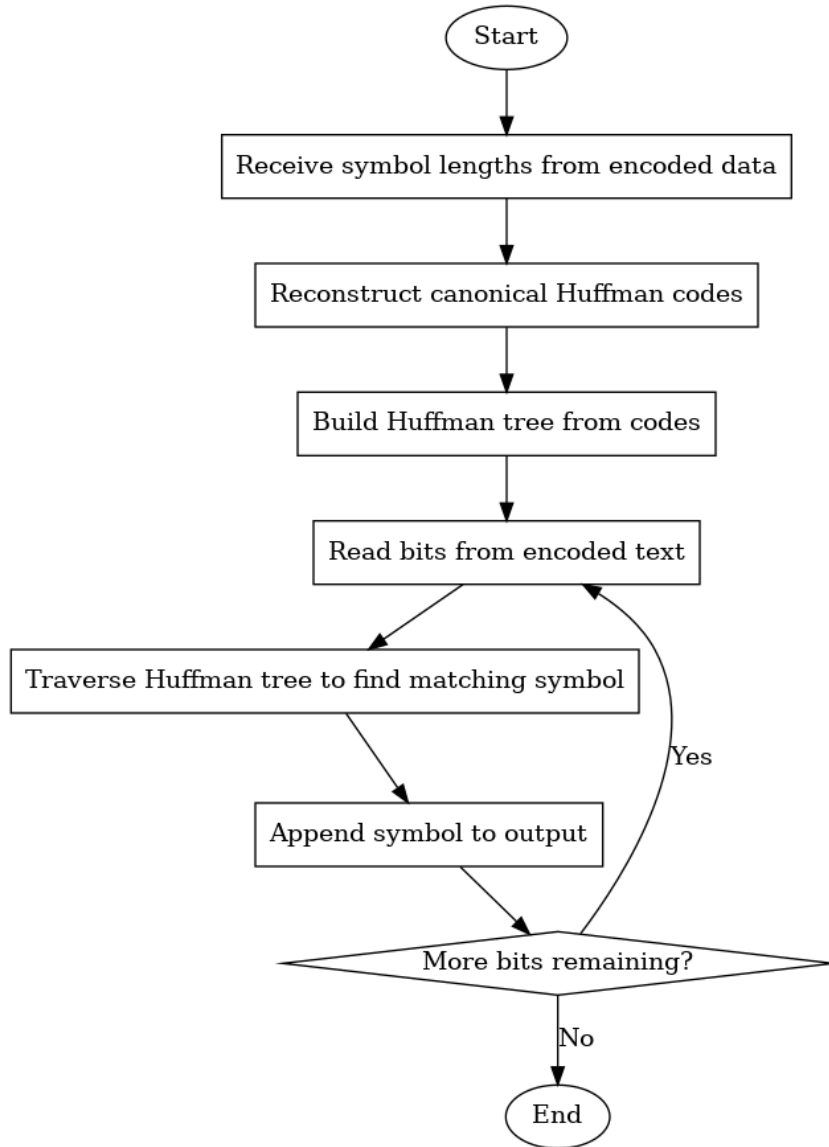 Start
Receive symbol lengths from encoded data
Reconstruct canonical Huffman codes
Build Huffman tree from codes
Read bits from encoded text
Traverse Huffman tree to find matching symbol
Yes
Append symbol to output
More bits remaining?
No
End